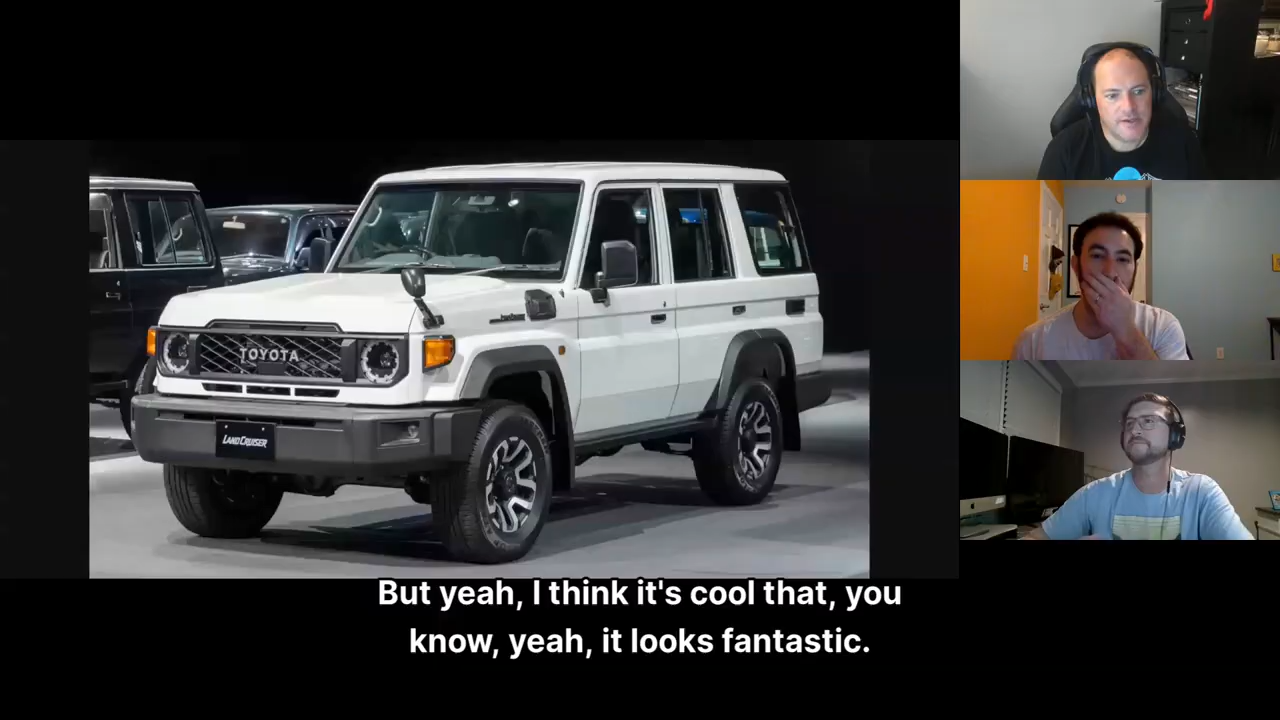 TOYOTA
LAND CRUISER
But yeah, I think it's cool that, you
know, yeah, it looks fantastic.